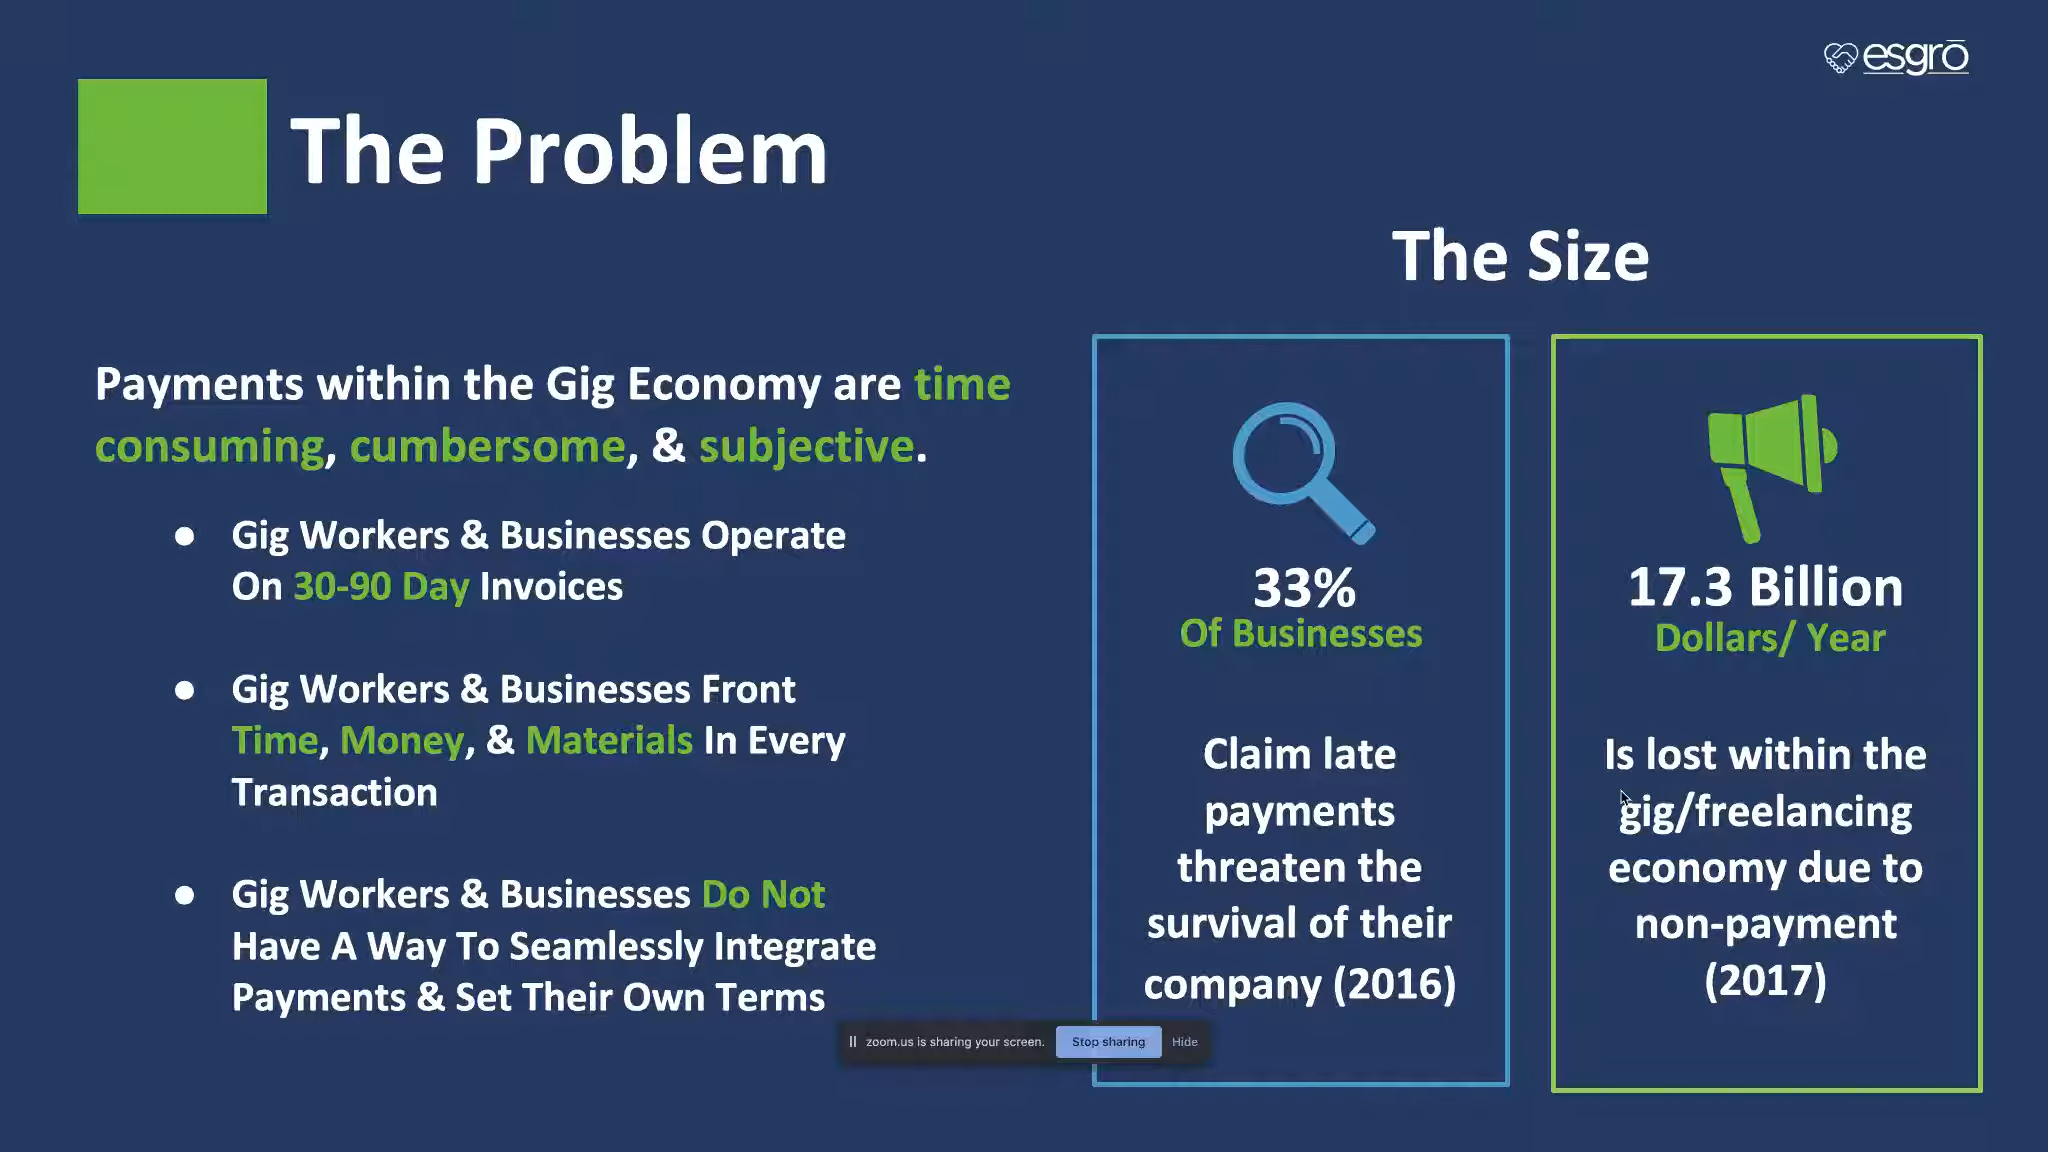 esgrō
The Problem
The Size
Payments within the Gig Economy are time
consuming, cumbersome, & subjective.
● Gig Workers & Businesses Operate
On 30-90 Day Invoices
● Gig Workers & Businesses Front
Time, Money, & Materials In Every
Transaction
● Gig Workers & Businesses Do Not
Have A Way To Seamlessly Integrate
Payments & Set Their Own Terms
33%
Of Businesses
Claim late
payments
threaten the
survival of their
company (2016)
17.3 Billion
Dollars/ Year
Is lost within the
gig/freelancing
economy due to
non-payment
(2017)
zoom.us is sharing your screen. Stop sharing Hide